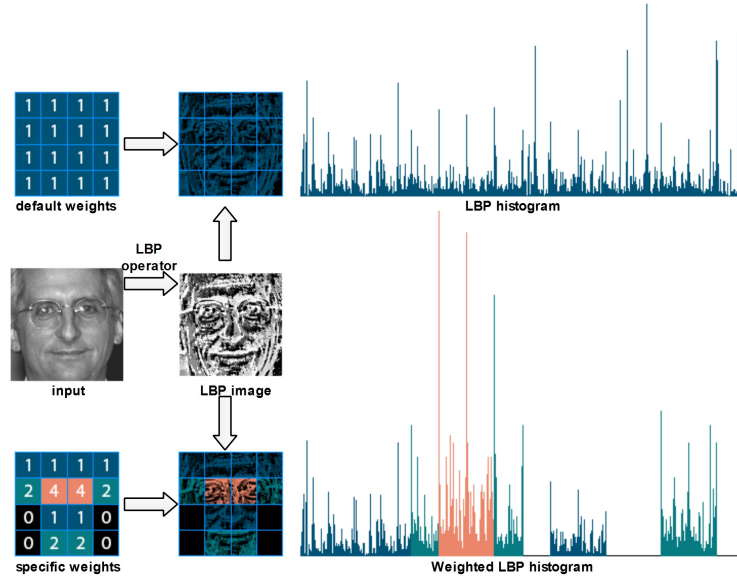 1 1 1 1
1 1 1 1
1 1 1 1
1 1 1 1
default weights
LBP histogram
LBP
operator
input
LBP image
1 1 1 1
2 4 4 2
0 1 1 0
0 2 2 0
specific weights
Weighted LBP histogram